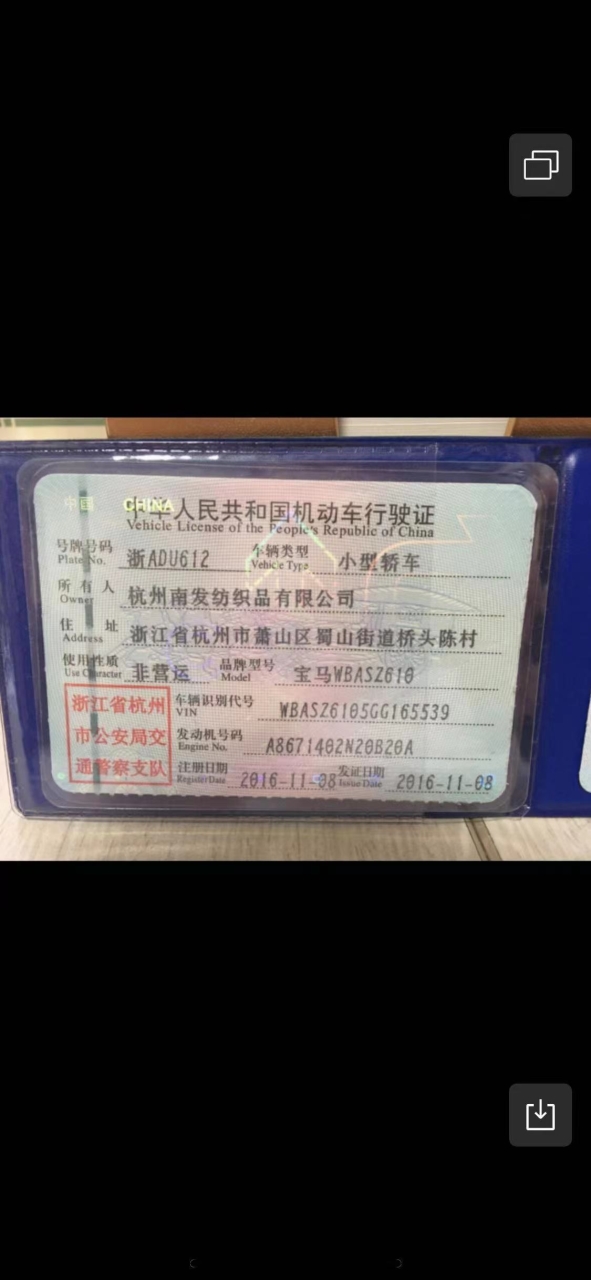 中国 CHINA
中华人民共和国机动车行驶证
Vehicle License of the People's Republic of China
号牌号码 浙ADU612 车辆类型 小型轿车
Plate No. Vehicle Type
所有人 杭州南发纺织品有限公司
Owner
住址 浙江省杭州市萧山区蜀山街道桥头陈村
Address
使用性质 非营运 品牌型号 宝马WBASZ610
Use Character Model
浙江省杭州
市公安局交
通警察支队
车辆识别代号 WBASZ6105GG165539
VIN
发动机号码 A8671402N20B20A
Engine No.
注册日期 2016-11-08 发证日期 2016-11-08
Register Date Issue Date